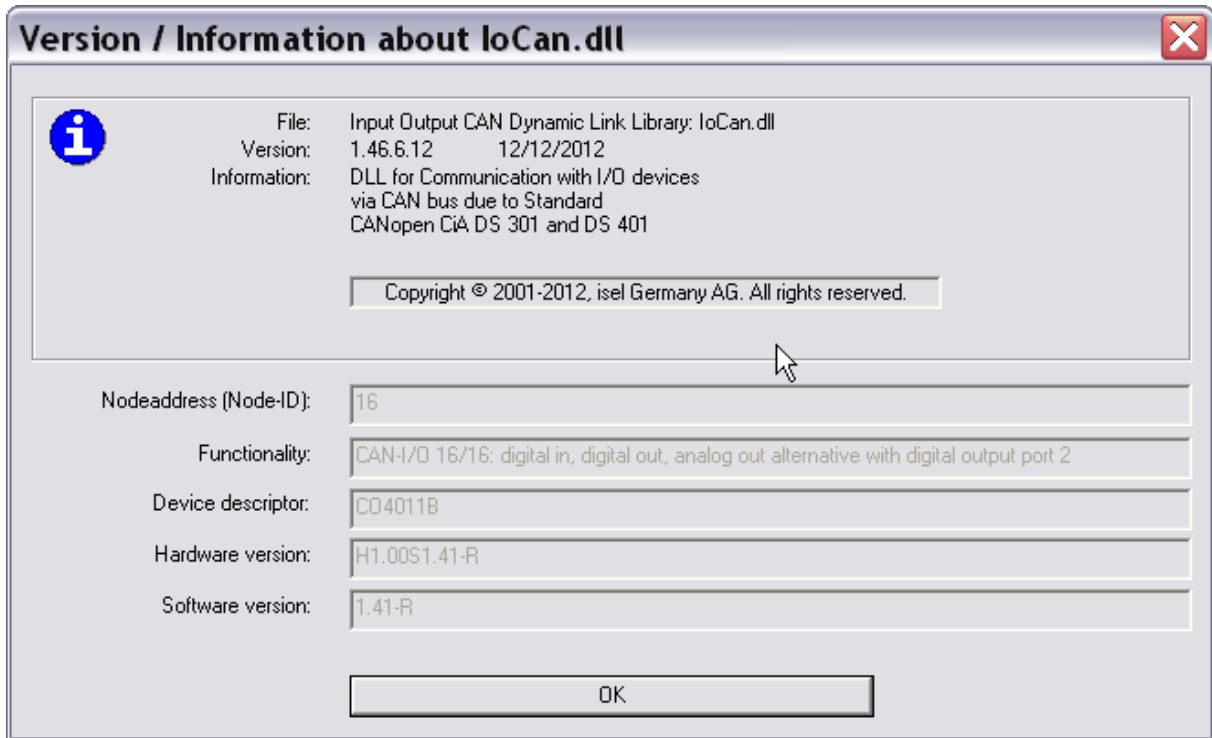 Version / Information about IoCan.dll
File: Input Output CAN Dynamic Link Library: IoCan.dll
Version: 1.46.6.12 12/12/2012
Information: DLL for Communication with I/O devices
via CAN bus due to Standard
CANopen CiA DS 301 and DS 401
Copyright © 2001-2012, isel Germany AG. All rights reserved.
Nodeaddress (Node-ID): 16
Functionality: CAN-I/O 16/16: digital in, digital out, analog out alternative with digital output port 2
Device descriptor: CO4011B
Hardware version: H1.00S1.41-R
Software version: 1.41-R
OK